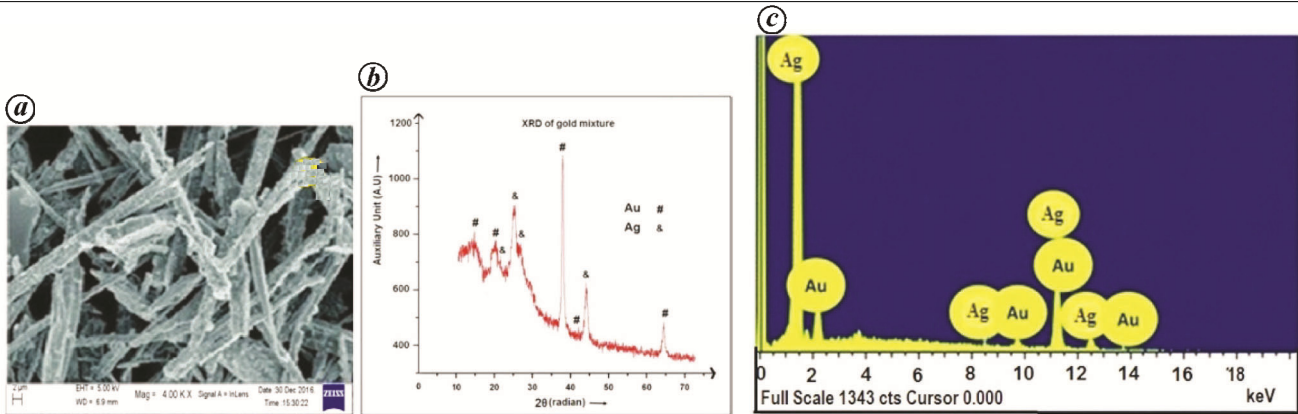 a
2 µm
EHT = 5.00 kV
WD = 6.9 mm
Mag = 4.00 K X
Signal A = InLens
Date :30 Dec 2016
Time :15:30:22
ZEISS
b
XRD of gold mixture
Auxiliary Unit (A.U)
1200
1000
800
600
400
# # & & & # # & #
Au #
Ag &
0 10 20 30 40 50 60 70
2θ(radian)
c
Ag
Au
Ag
Au
Ag
Au
Ag
Au
0 2 4 6 8 10 12 14 16 18
Full Scale 1343 cts Cursor 0.000
keV